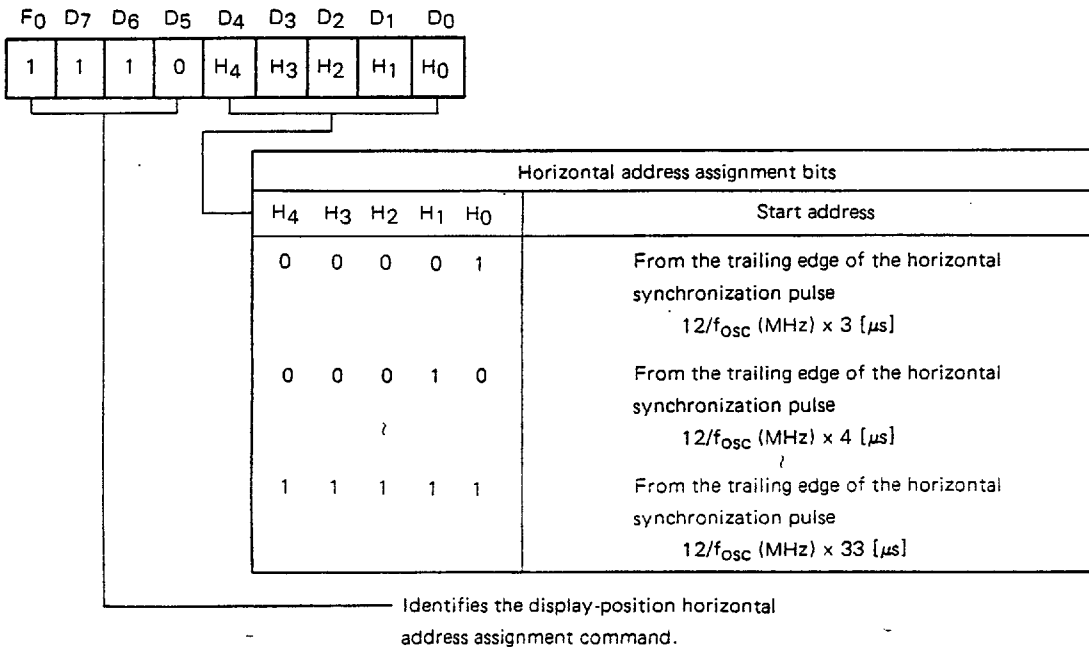 F0 D7 D6 D5 D4 D3 D2 D1 D0
1 1 1 0 H4 H3 H2 H1 H0
Horizontal address assignment bits
H4 H3 H2 H1 H0 Start address
0 0 0 0 1 From the trailing edge of the horizontal
synchronization pulse
12/fosc (MHz) x 3 [μs]
0 0 0 1 0 From the trailing edge of the horizontal
synchronization pulse
≀ 12/fosc (MHz) x 4 [μs]
≀
1 1 1 1 1 From the trailing edge of the horizontal
synchronization pulse
12/fosc (MHz) x 33 [μs]
Identifies the display-position horizontal
address assignment command.